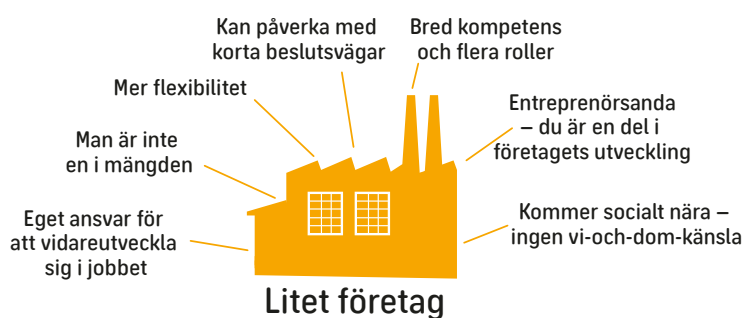 Kan påverka med
korta beslutsvägar
Bred kompetens
och flera roller
Mer flexibilitet
Entreprenörsanda
– du är en del i
företagets utveckling
Man är inte
en i mängden
Eget ansvar för
att vidareutveckla
sig i jobbet
Kommer socialt nära –
ingen vi-och-dom-känsla
Litet företag